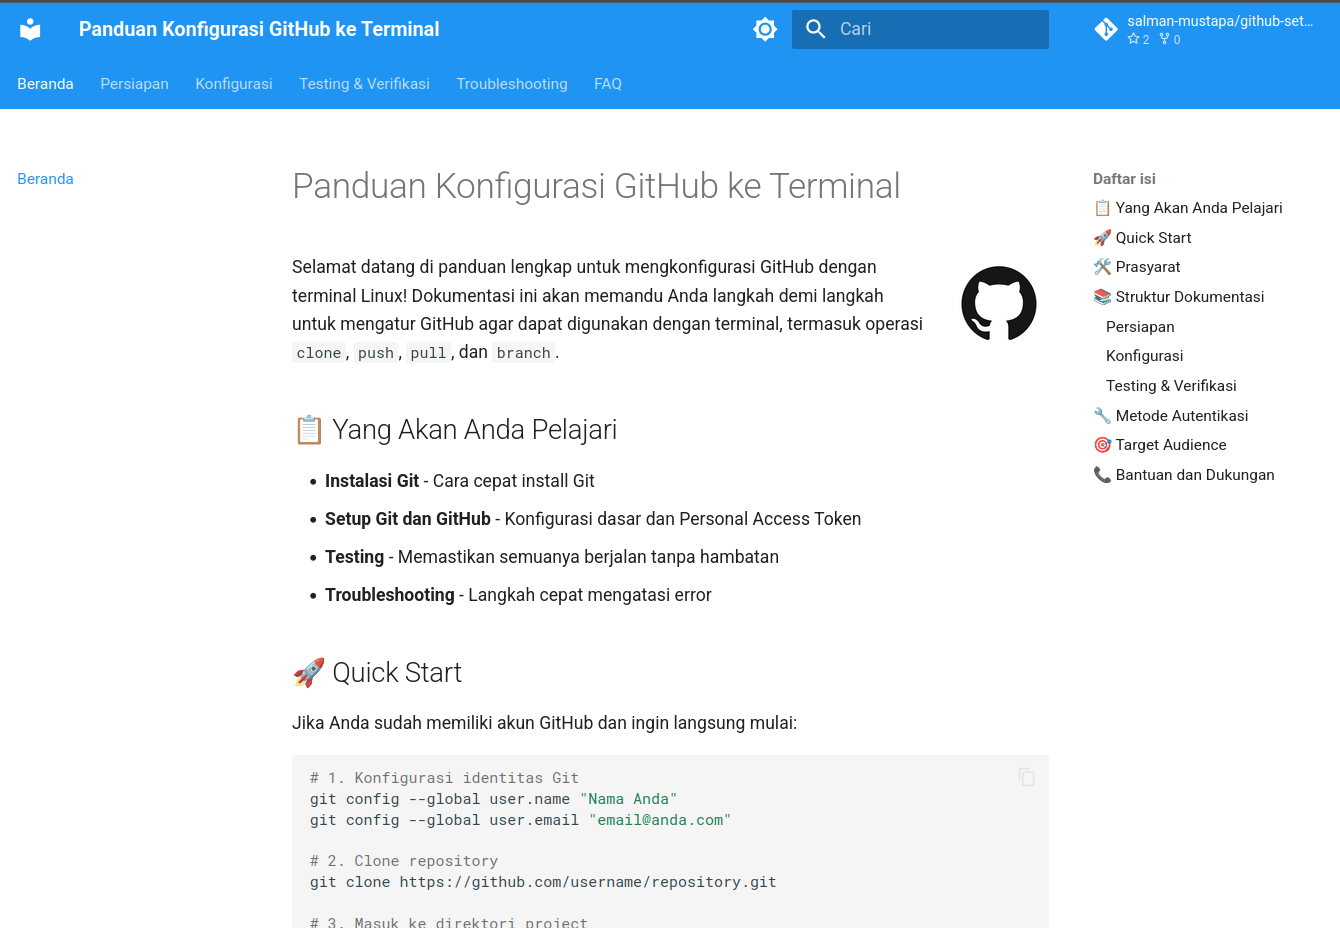 Panduan Konfigurasi GitHub ke Terminal
Cari
salman-mustapa/github-set...
2 0
Beranda Persiapan Konfigurasi Testing & Verifikasi Troubleshooting FAQ
Beranda
Panduan Konfigurasi GitHub ke Terminal
Selamat datang di panduan lengkap untuk mengkonfigurasi GitHub dengan
terminal Linux! Dokumentasi ini akan memandu Anda langkah demi langkah
untuk mengatur GitHub agar dapat digunakan dengan terminal, termasuk operasi
clone, push, pull, dan branch.
📋 Yang Akan Anda Pelajari
• Instalasi Git - Cara cepat install Git
• Setup Git dan GitHub - Konfigurasi dasar dan Personal Access Token
• Testing - Memastikan semuanya berjalan tanpa hambatan
• Troubleshooting - Langkah cepat mengatasi error
🚀 Quick Start
Jika Anda sudah memiliki akun GitHub dan ingin langsung mulai:
# 1. Konfigurasi identitas Git
git config --global user.name "Nama Anda"
git config --global user.email "email@anda.com"
# 2. Clone repository
git clone https://github.com/username/repository.git
# 3. Masuk ke direktori project
Daftar isi
📋 Yang Akan Anda Pelajari
🚀 Quick Start
🛠️ Prasyarat
📚 Struktur Dokumentasi
Persiapan
Konfigurasi
Testing & Verifikasi
🔧 Metode Autentikasi
🎯 Target Audience
📞 Bantuan dan Dukungan